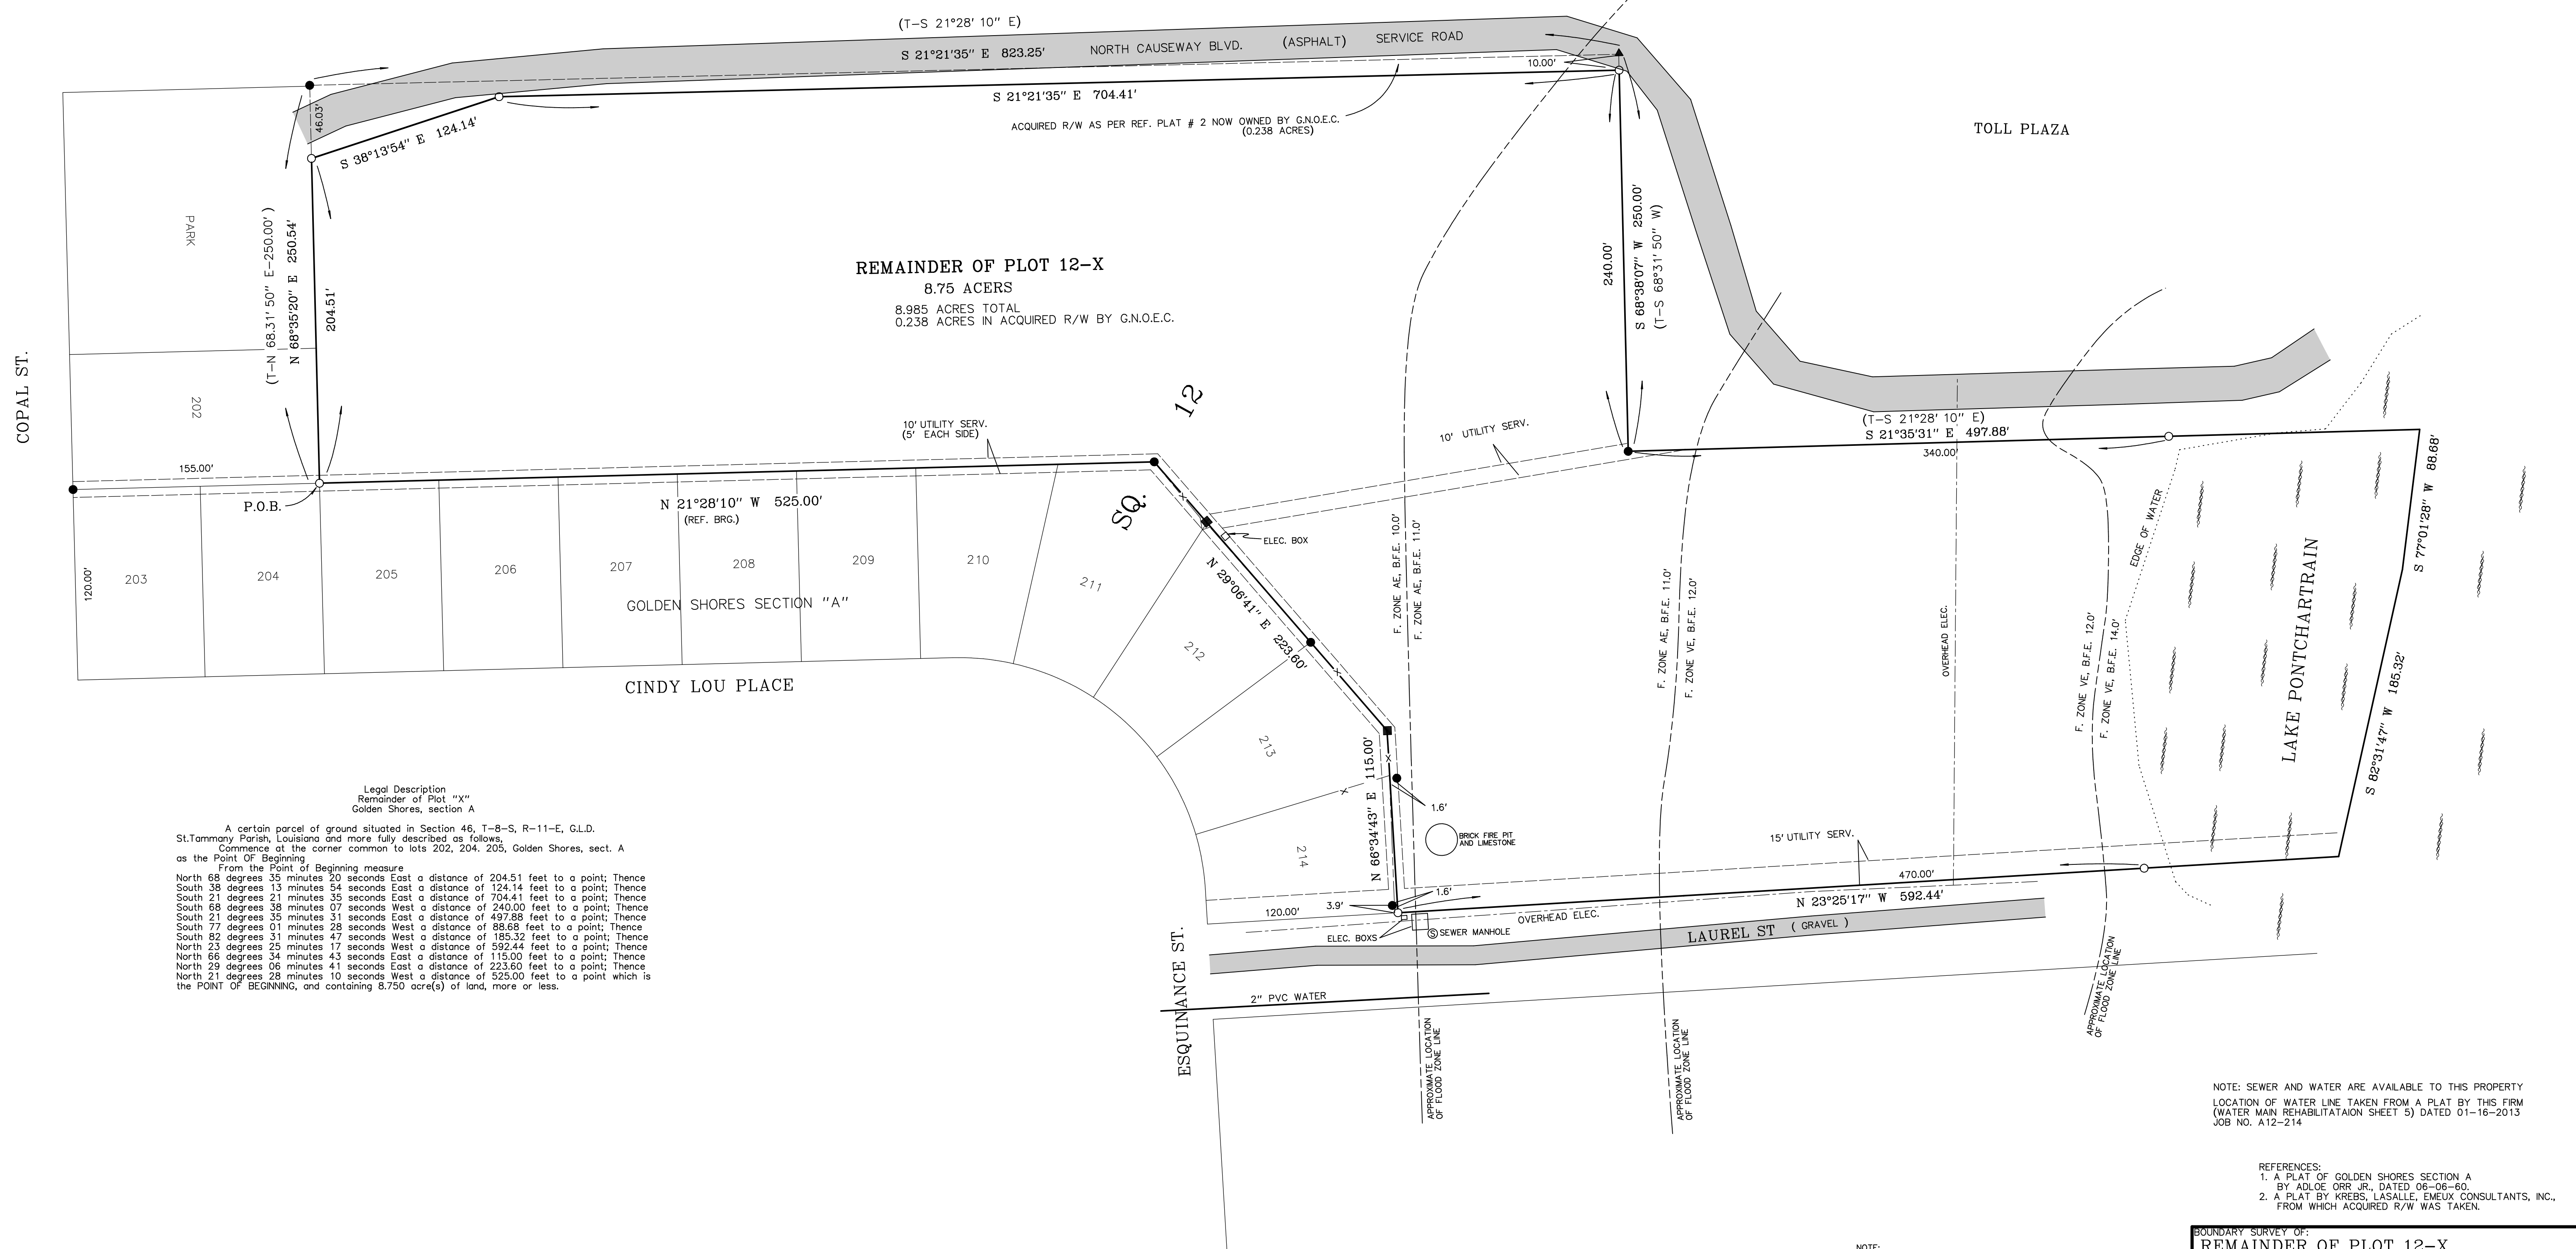 (T-S 21°28'10" E)
S 21°21'35" E 823.25' NORTH CAUSEWAY BLVD. (ASPHALT) SERVICE ROAD
10.00'
S 21°21'35" E 704.41'
46.03'
S 38°13'54" E 124.14'
ACQUIRED R/W AS PER REF. PLAT # 2 NOW OWNED BY G.N.O.E.C.
(0.238 ACRES)
TOLL PLAZA
PARK
(T-N 68.31'50" E-250.00')
N 68°35'20" E 250.54'
204.51'
REMAINDER OF PLOT 12-X
8.75 ACERS
8.985 ACRES TOTAL
0.238 ACRES IN ACQUIRED R/W BY G.N.O.E.C.
240.00'
S 68°38'07" W 250.00'
(T-S 68°31'50" W)
COPAL ST.
202
SQ. 12
10' UTILITY SERV.
(5' EACH SIDE)
10' UTILITY SERV.
(T-S 21°28'10" E)
S 21°35'31" E 497.88'
340.00'
155.00'
P.O.B.
N 21°28'10" W 525.00'
(REF. BRG.)
S 77°01'28" W 88.68'
EDGE OF WATER
ELEC. BOX
120.00'
203
204
205
206
207
208
209
210
211
212
213
214
GOLDEN SHORES SECTION "A"
N 29°06'41" E 223.60'
X
X
X
X
F. ZONE AE, B.F.E. 10.0'
F. ZONE AE, B.F.E. 11.0'
F. ZONE AE, B.F.E. 11.0'
F. ZONE VE, B.F.E. 12.0'
OVERHEAD ELEC.
F. ZONE VE, B.F.E. 12.0'
F. ZONE VE, B.F.E. 14.0'
LAKE PONTCHARTRAIN
S 82°31'47" W 185.32'
CINDY LOU PLACE
N 66°34'43" E 115.00'
1.6'
BRICK FIRE PIT
AND LIMESTONE
15' UTILITY SERV.
470.00'
1.6'
3.9'
120.00'
N 23°25'17" W 592.44'
OVERHEAD ELEC.
ELEC. BOXS
S SEWER MANHOLE
LAUREL ST ( GRAVEL )
ESQUINANCE ST.
2" PVC WATER
APPROXIMATE LOCATION
OF FLOOD ZONE LINE
APPROXIMATE LOCATION
OF FLOOD ZONE LINE
APPROXIMATE LOCATION
OF FLOOD ZONE LINE
Legal Description
Remainder of Plot "X"
Golden Shores, section A
A certain parcel of ground situated in Section 46, T-8-S, R-11-E, G.L.D.
St.Tammany Parish, Louisiana and more fully described as follows,
Commence at the corner common to lots 202, 204. 205, Golden Shores, sect. A
as the Point OF Beginning
From the Point of Beginning measure
North 68 degrees 35 minutes 20 seconds East a distance of 204.51 feet to a point; Thence
South 38 degrees 13 minutes 54 seconds East a distance of 124.14 feet to a point; Thence
South 21 degrees 21 minutes 35 seconds East a distance of 704.41 feet to a point; Thence
South 68 degrees 38 minutes 07 seconds West a distance of 240.00 feet to a point; Thence
South 21 degrees 35 minutes 31 seconds East a distance of 497.88 feet to a point; Thence
South 77 degrees 01 minutes 28 seconds West a distance of 88.68 feet to a point; Thence
South 82 degrees 31 minutes 47 seconds West a distance of 185.32 feet to a point; Thence
North 23 degrees 25 minutes 17 seconds West a distance of 592.44 feet to a point; Thence
North 66 degrees 34 minutes 43 seconds East a distance of 115.00 feet to a point; Thence
North 29 degrees 06 minutes 41 seconds East a distance of 223.60 feet to a point; Thence
North 21 degrees 28 minutes 10 seconds West a distance of 525.00 feet to a point which is
the POINT OF BEGINNING, and containing 8.750 acre(s) of land, more or less.
NOTE: SEWER AND WATER ARE AVAILABLE TO THIS PROPERTY
LOCATION OF WATER LINE TAKEN FROM A PLAT BY THIS FIRM
(WATER MAIN REHABILITATAION SHEET 5) DATED 01-16-2013
JOB NO. A12-214
REFERENCES:
1. A PLAT OF GOLDEN SHORES SECTION A
BY ADLOE ORR JR., DATED 06-06-60.
2. A PLAT BY KREBS, LASALLE, EMEUX CONSULTANTS, INC.,
FROM WHICH ACQUIRED R/W WAS TAKEN.
NOTE:
BOUNDARY SURVEY OF:
REMAINDER OF PLOT 12-X